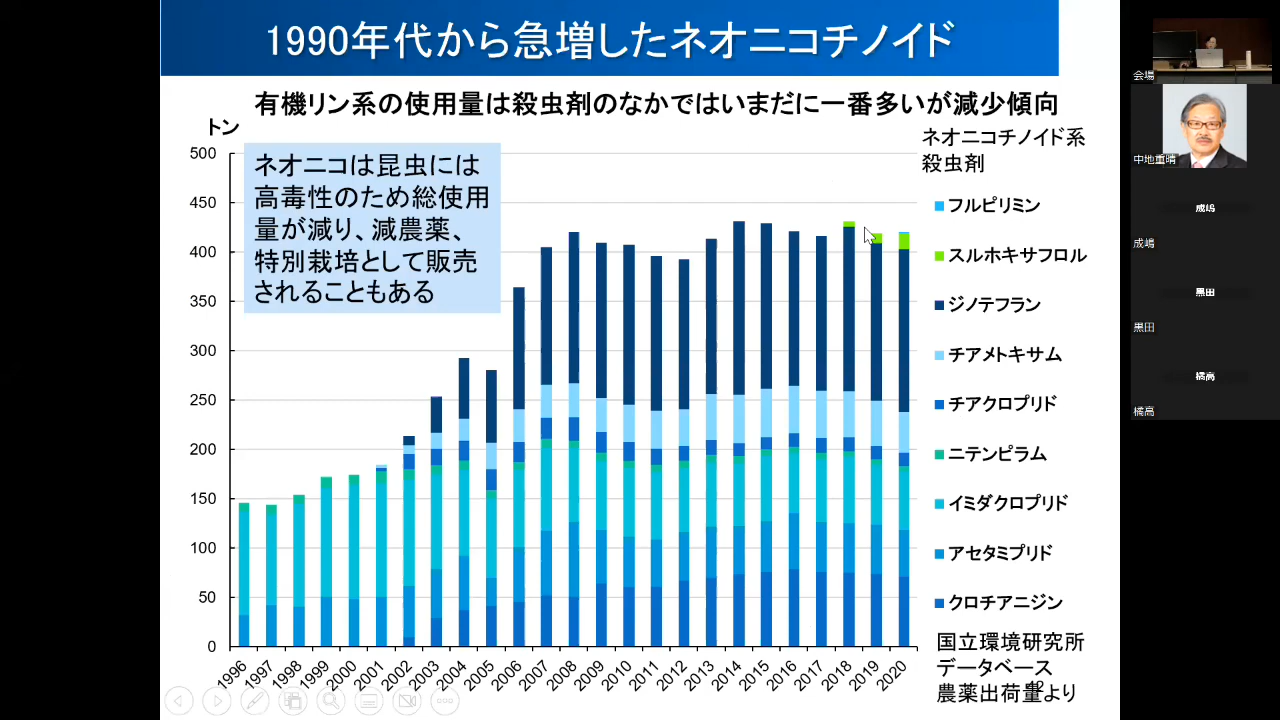 1990年代から急増したネオニコチノイド
有機リン系の使用量は殺虫剤のなかではいまだに一番多いが減少傾向
トン
ネオニコは昆虫には
高毒性のため総使用
量が減り、減農薬、
特別栽培として販売
されることもある
500
450
400
350
300
250
200
150
100
50
0
1996
1997
1998
1999
2000
2001
2002
2003
2004
2005
2006
2007
2008
2009
2010
2011
2012
2013
2014
2015
2016
2017
2018
2019
2020
ネオニコチノイド系
殺虫剤
フルピリミン
スルホキサフロル
ジノテフラン
チアメトキサム
チアクロプリド
ニテンピラム
イミダクロプリド
アセタミプリド
クロチアニジン
国立環境研究所
データベース
農薬出荷量より
会場
中地重晴
成嶋
成嶋
黒田
黒田
橘高
橘高